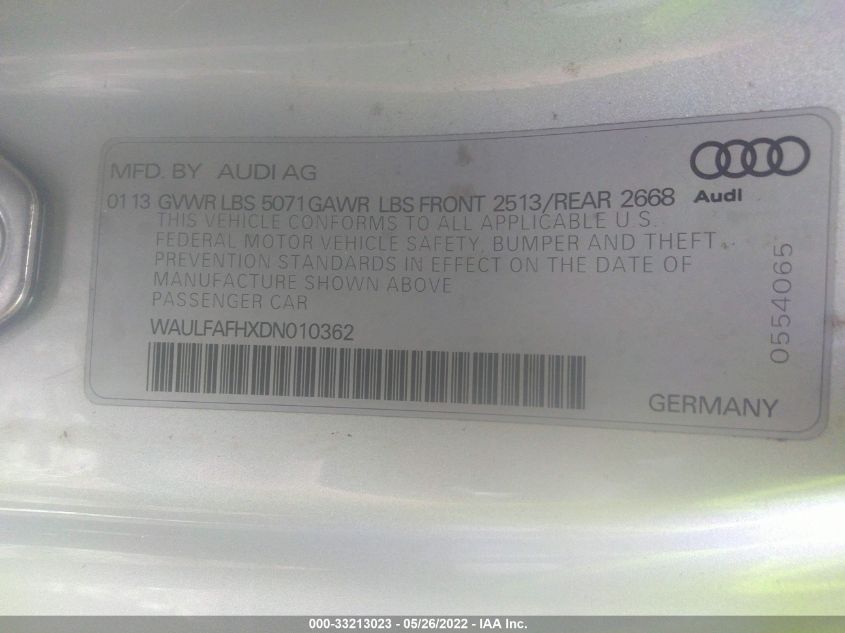 MFD. BY AUDI AG
Audi
01 13 GVWR LBS 5071 GAWR LBS FRONT 2513/REAR 2668
THIS VEHICLE CONFORMS TO ALL APPLICABLE U.S.
FEDERAL MOTOR VEHICLE SAFETY, BUMPER AND THEFT
PREVENTION STANDARDS IN EFFECT ON THE DATE OF
MANUFACTURE SHOWN ABOVE
PASSENGER CAR
WAULFAFHXDN010362
0554065
GERMANY
000-33213023 - 05/26/2022 - IAA Inc.